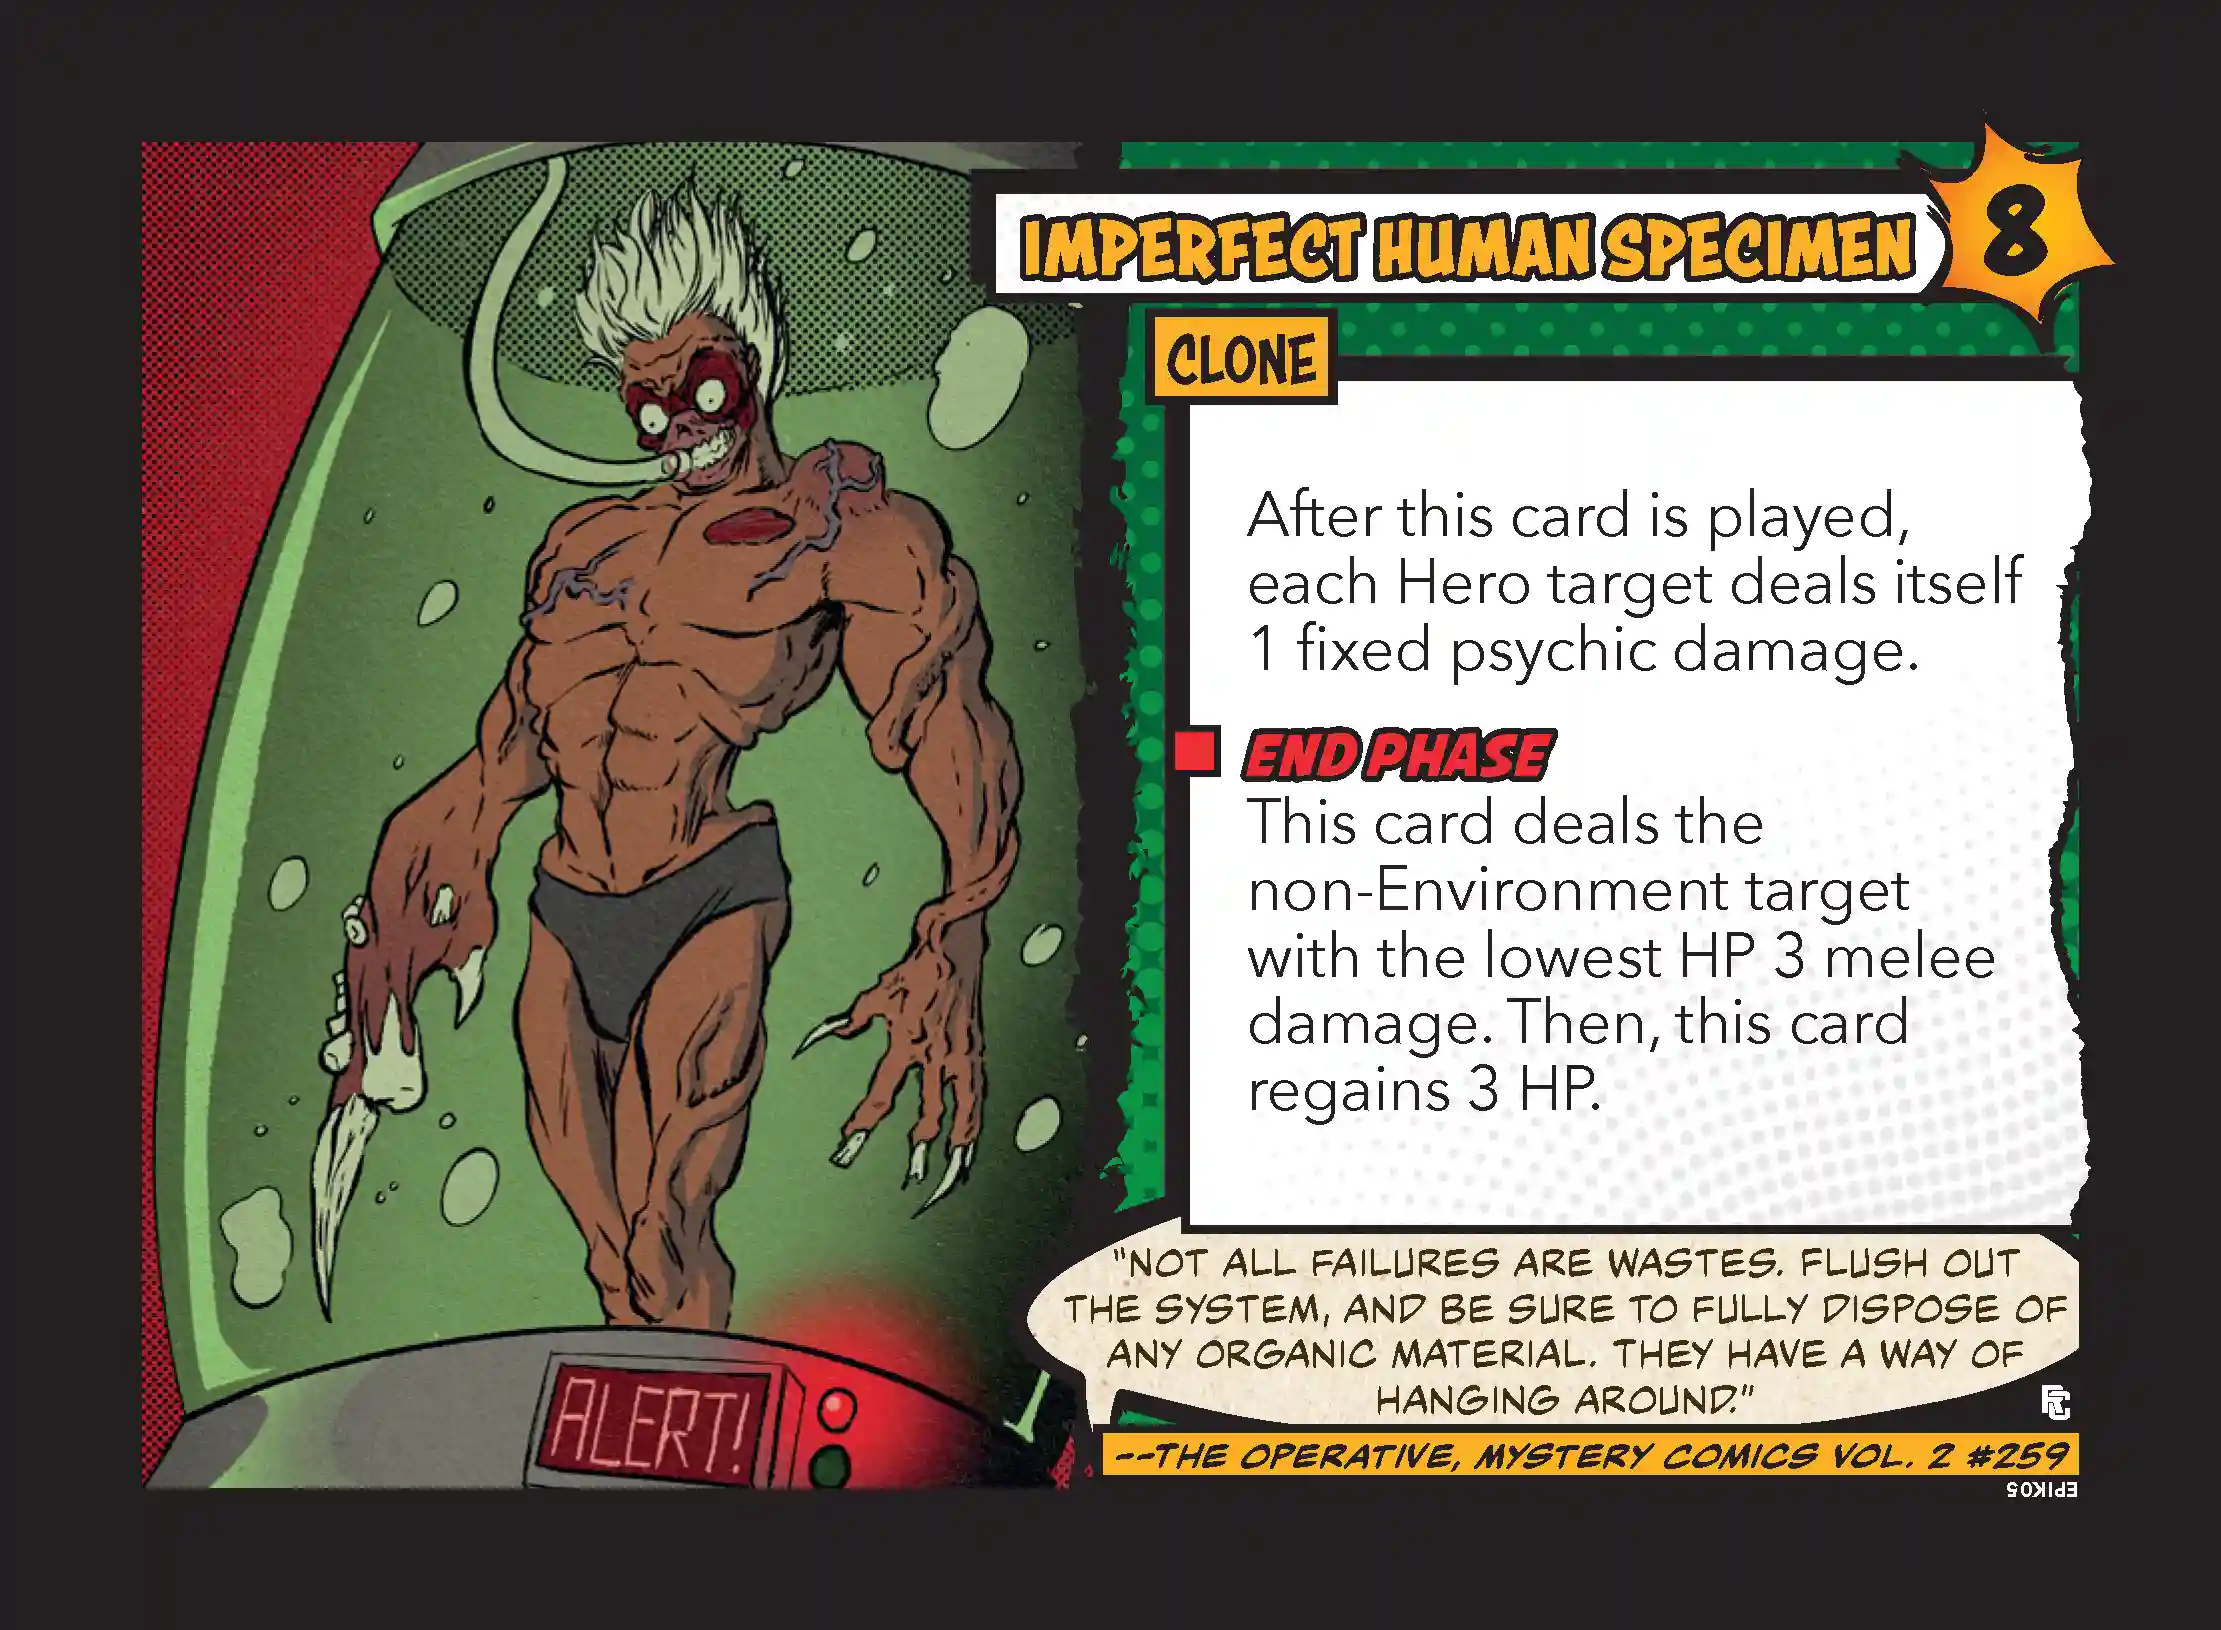 IMPERFECT HUMAN SPECIMEN
8
CLONE
After this card is played,
each Hero target deals itself
1 fixed psychic damage.
END PHASE
This card deals the
non-Environment target
with the lowest HP 3 melee
damage. Then, this card
regains 3 HP.
"NOT ALL FAILURES ARE WASTES. FLUSH OUT
THE SYSTEM, AND BE SURE TO FULLY DISPOSE OF
ANY ORGANIC MATERIAL. THEY HAVE A WAY OF
HANGING AROUND."
--THE OPERATIVE, MYSTERY COMICS VOL. 2 #259
EPIK05
ALERT!